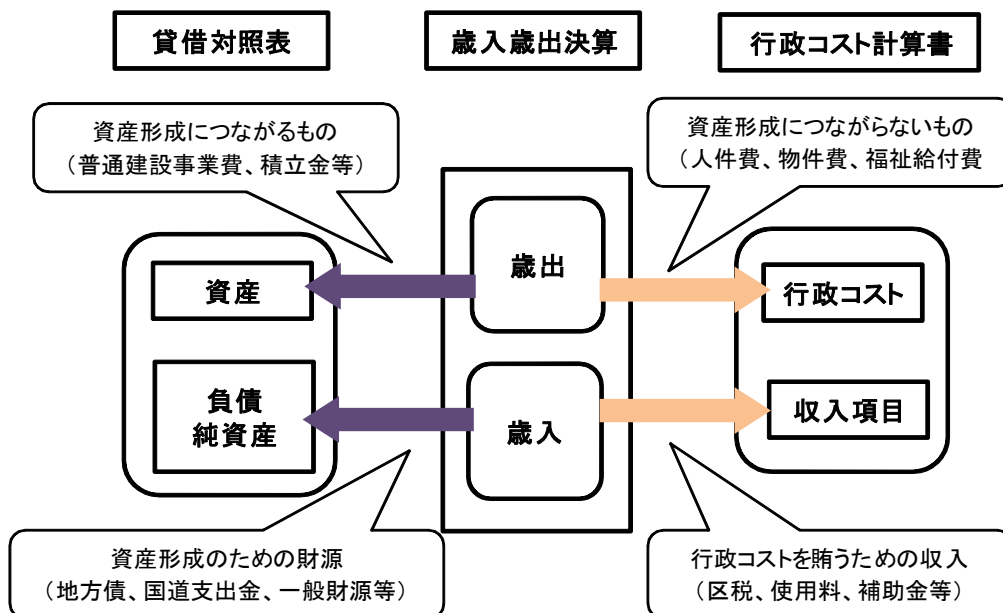 貸借対照表
歳入歳出決算
行政コスト計算書
資産形成につながるもの
（普通建設事業費、積立金等）
資産形成につながらないもの
（人件費、物件費、福祉給付費
資産
歳出
行政コスト
負債
純資産
歳入
収入項目
資産形成のための財源
（地方債、国道支出金、一般財源等）
行政コストを賄うための収入
（区税、使用料、補助金等）